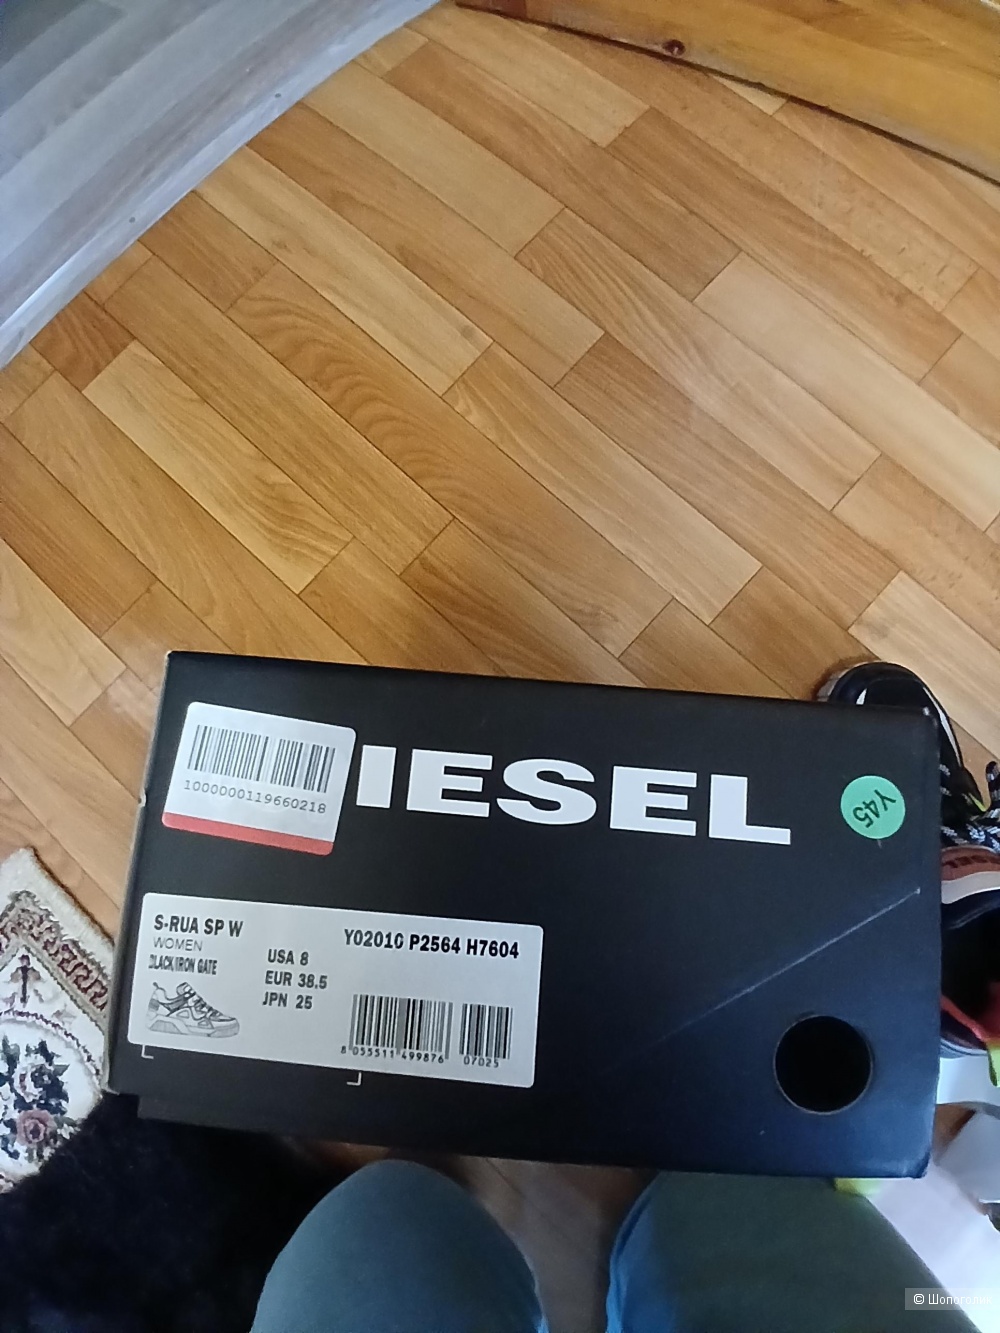 1000000119660218
IESEL
Y45
S-RUA SP W
WOMEN
BLACK/IRON GATE
USA 8
EUR 38.5
JPN 25
Y02010 P2564 H7604
8 055511 499876
07025
© Шопоголик